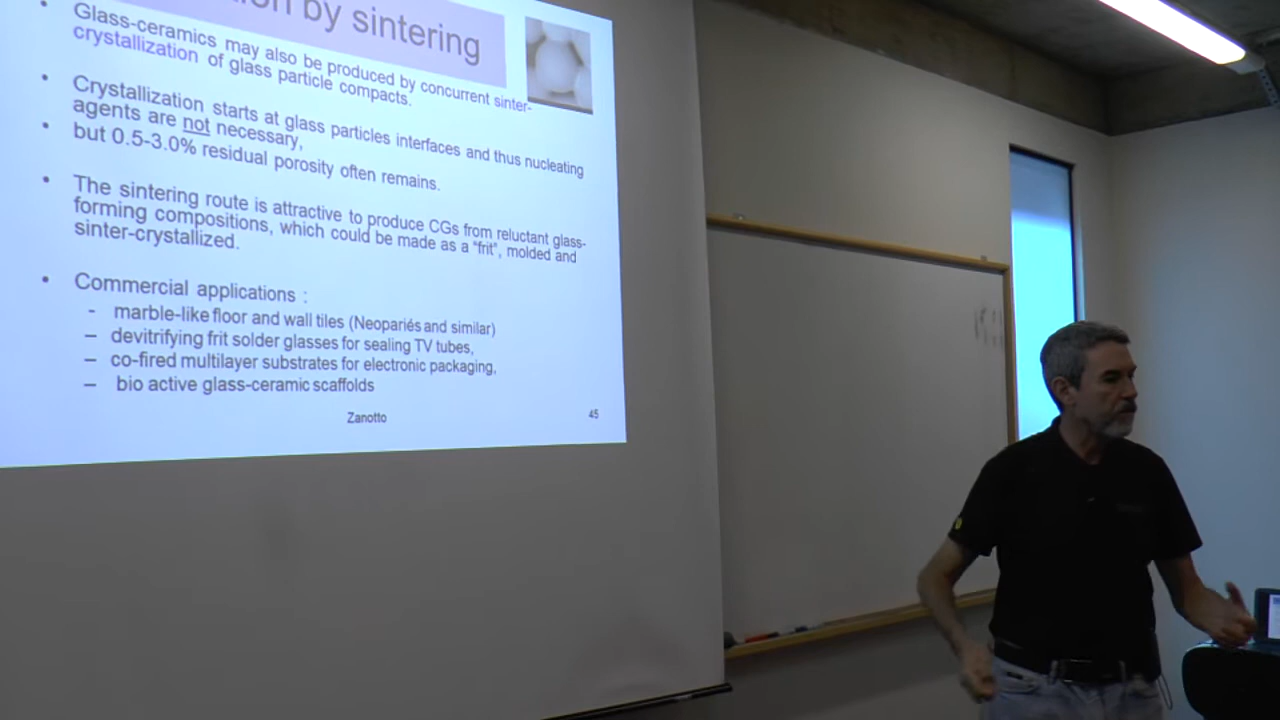 by sintering
Glass-ceramics may also be produced by concurrent sinter-
crystallization of glass particle compacts.
Crystallization starts at glass particles interfaces and thus nucleating
agents are not necessary,
but 0.5-3.0% residual porosity often remains.
The sintering route is attractive to produce CGs from reluctant glass-
forming compositions, which could be made as a "frit", molded and
sinter-crystallized.
Commercial applications :
- marble-like floor and wall tiles (Neopariés and similar)
– devitrifying frit solder glasses for sealing TV tubes,
– co-fired multilayer substrates for electronic packaging,
– bio active glass-ceramic scaffolds
Zanotto
45